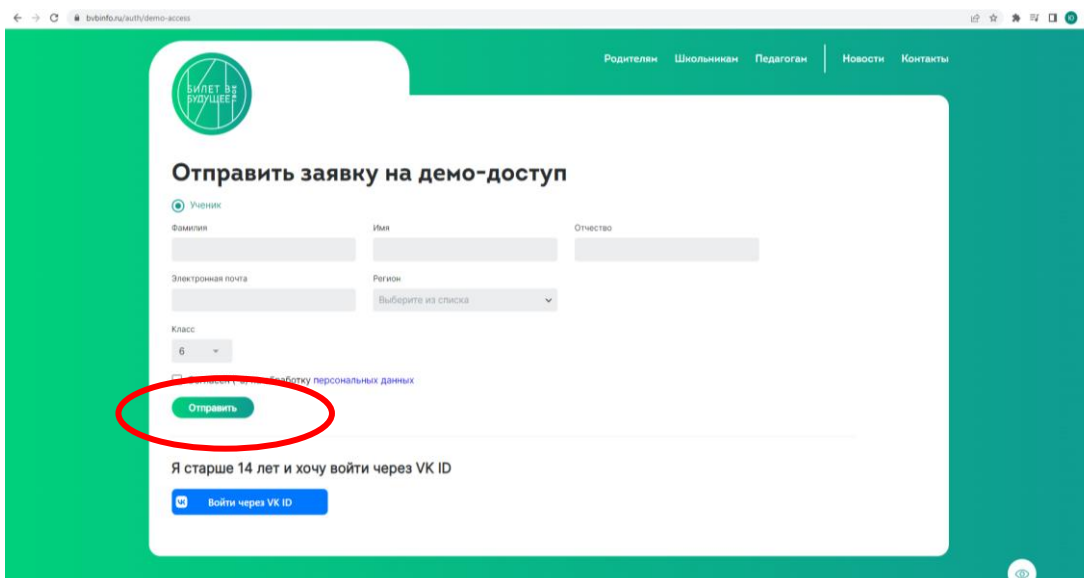 bvbinfo.ru/auth/demo-access
БИЛЕТ В
БУДУЩЕЕ
Родителям Школьникам Педагогам Новости Контакты
Отправить заявку на демо-доступ
Ученик
Фамилия Имя Отчество
Электронная почта Регион
Выберите из списка
Класс
6
персональных данных
Отправить
Я старше 14 лет и хочу войти через VK ID
Войти через VK ID